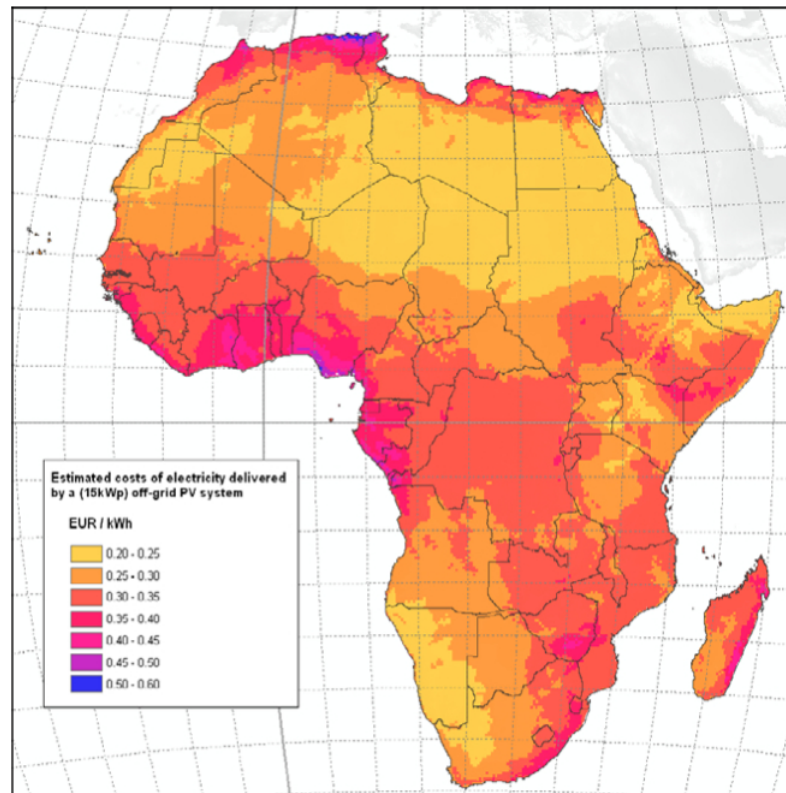 Estimated costs of electricity delivered
by a (15kWp) off-grid PV system
EUR / kWh
0.20 - 0.25
0.25 - 0.30
0.30 - 0.35
0.35 - 0.40
0.40 - 0.45
0.45 - 0.50
0.50 - 0.60